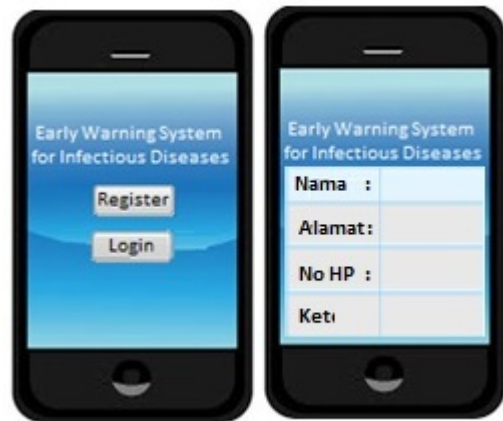 Early Warning System
for Infectious Diseases
Register
Login
Early Warning System
for Infectious Diseases
Nama :
Alamat:
No HP :